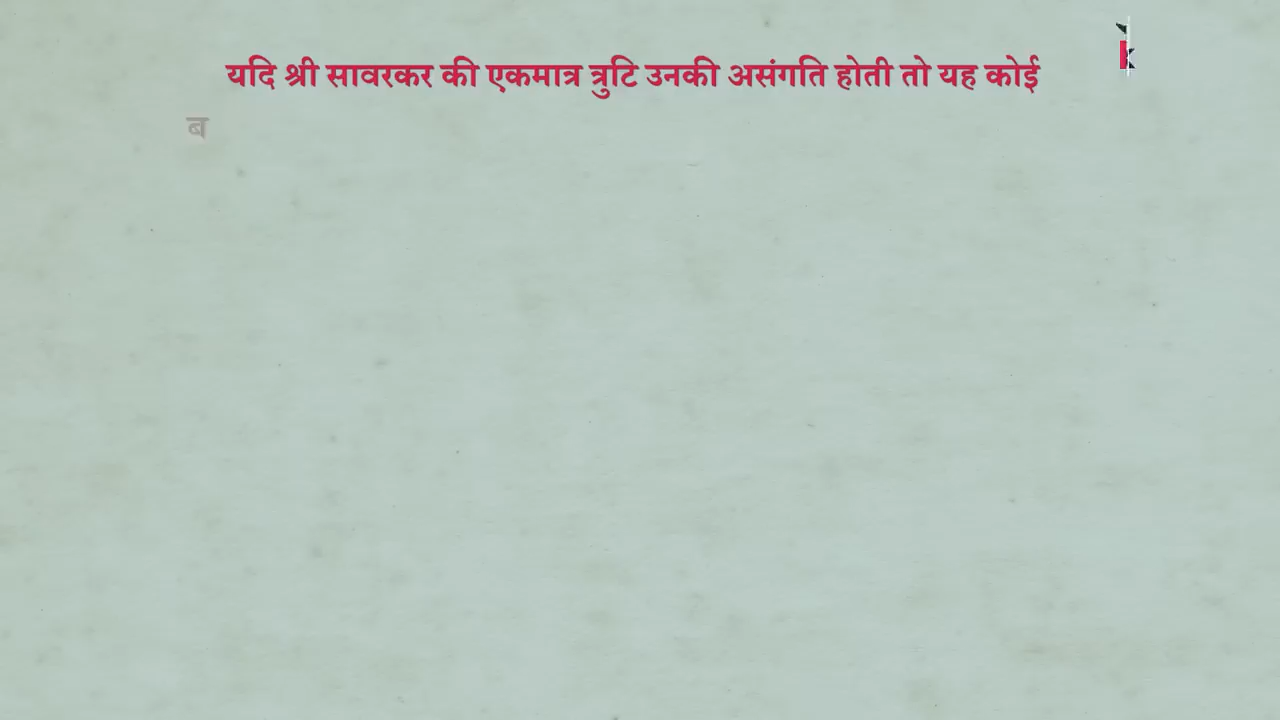 यदि श्री सावरकर की एकमात्र त्रुटि उनकी असंगति होती तो यह कोई
ब